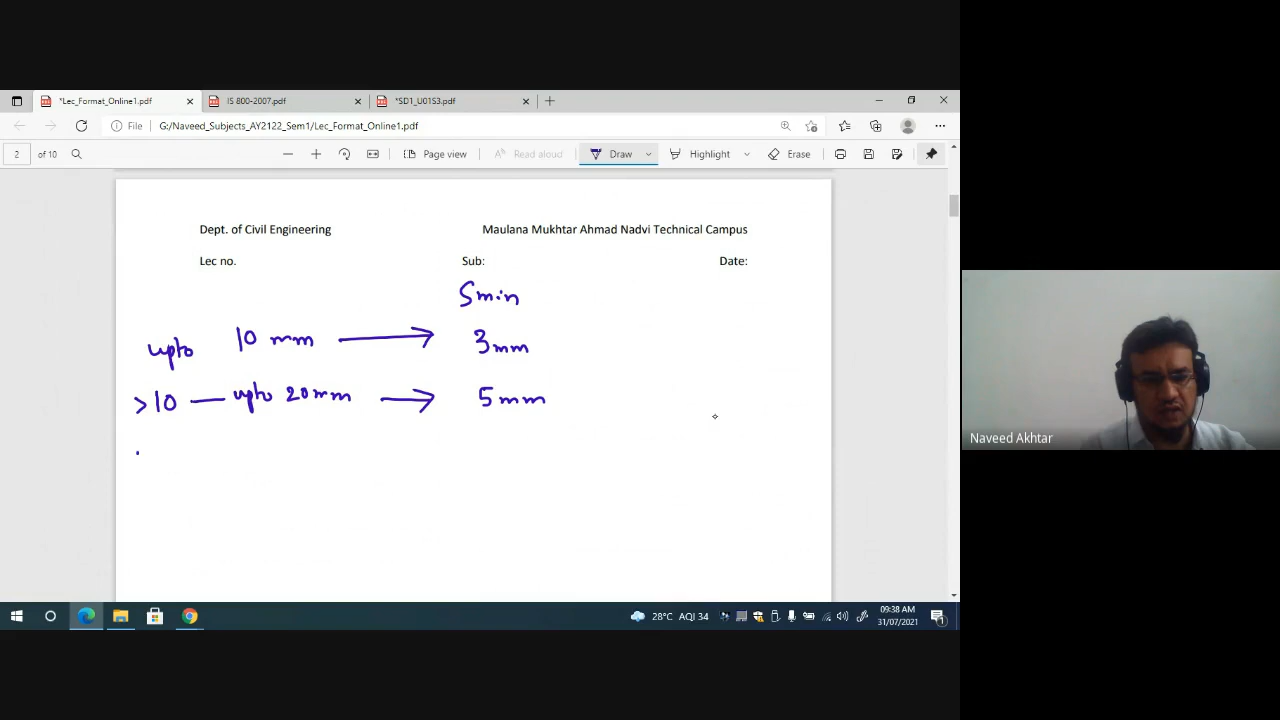 *Lec_Format_Online1.pdf IS 800-2007.pdf *SD1_U01S3.pdf
File G:/Naveed_Subjects_AY2122_Sem1/Lec_Format_Online1.pdf
2 of 10 Page view Read aloud Draw Highlight Erase
Dept. of Civil Engineering Maulana Mukhtar Ahmad Nadvi Technical Campus
Lec no. Sub: Date:
Smin
upto 10 mm → 3mm
>10 — upto 20mm → 5mm
Naveed Akhtar
28°C AQI 34 09:38 AM
31/07/2021